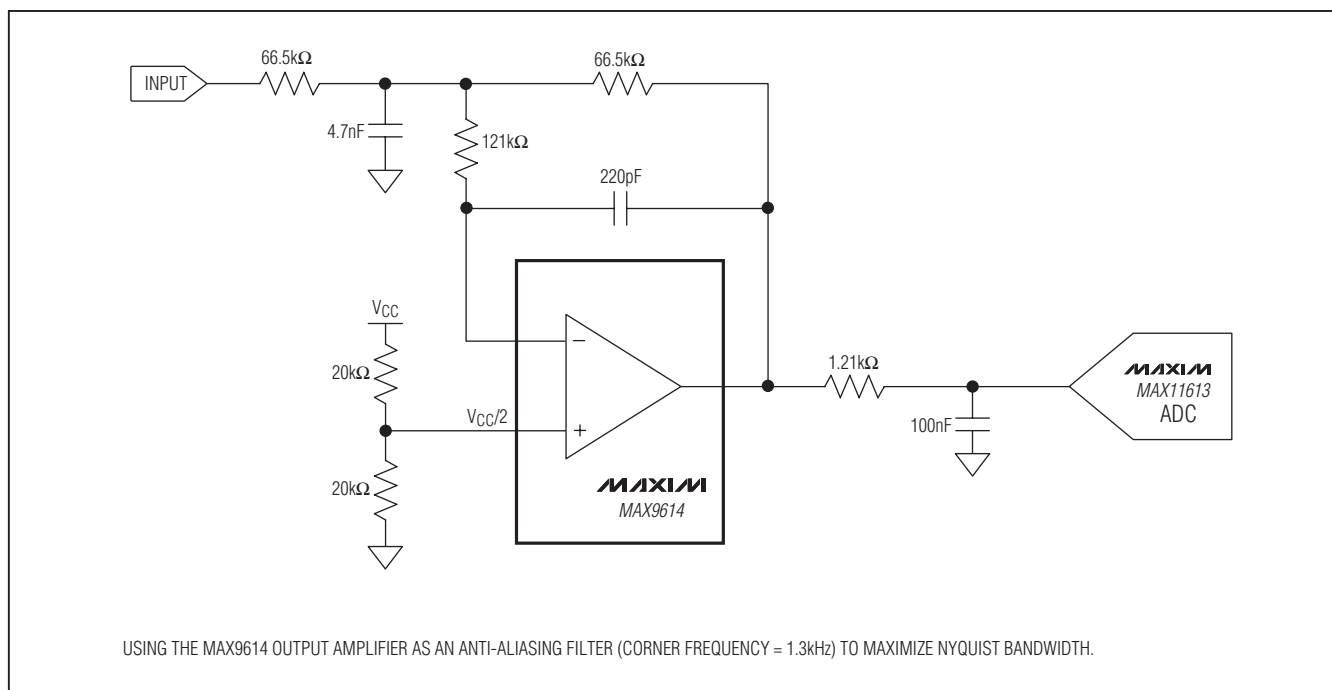 66.5kΩ
66.5kΩ
INPUT
4.7nF
121kΩ
220pF
VCC
20kΩ
VCC/2
20kΩ
−
+
MAXIM
MAX9614
1.21kΩ
100nF
MAXIM
MAX11613
ADC
USING THE MAX9614 OUTPUT AMPLIFIER AS AN ANTI-ALIASING FILTER (CORNER FREQUENCY = 1.3kHz) TO MAXIMIZE NYQUIST BANDWIDTH.